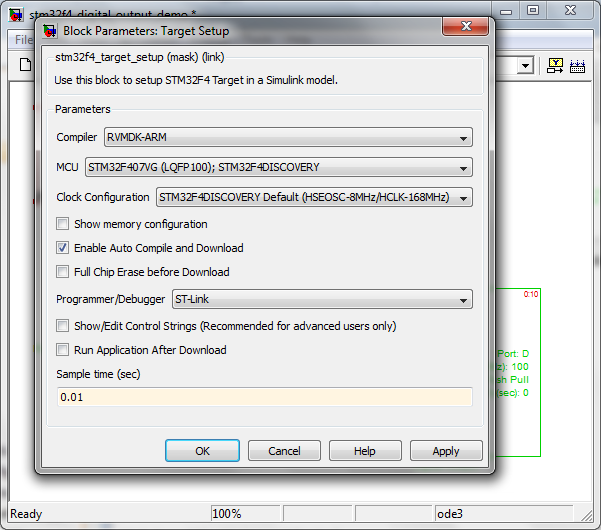 stm32f4_digital_output_demo *
Block Parameters: Target Setup
File
stm32f4_target_setup (mask) (link)
Use this block to setup STM32F4 Target in a Simulink model.
Parameters
Compiler RVMDK-ARM
MCU STM32F407VG (LQFP100); STM32F4DISCOVERY
Clock Configuration STM32F4DISCOVERY Default (HSEOSC-8MHz/HCLK-168MHz)
Show memory configuration
Enable Auto Compile and Download
Full Chip Erase before Download
Programmer/Debugger ST-Link
Show/Edit Control Strings (Recommended for advanced users only)
Run Application After Download
Sample time (sec)
0.01
OK Cancel Help Apply
0:10
Port: D
z): 100
sh Pull
(sec): 0
Ready 100% ode3